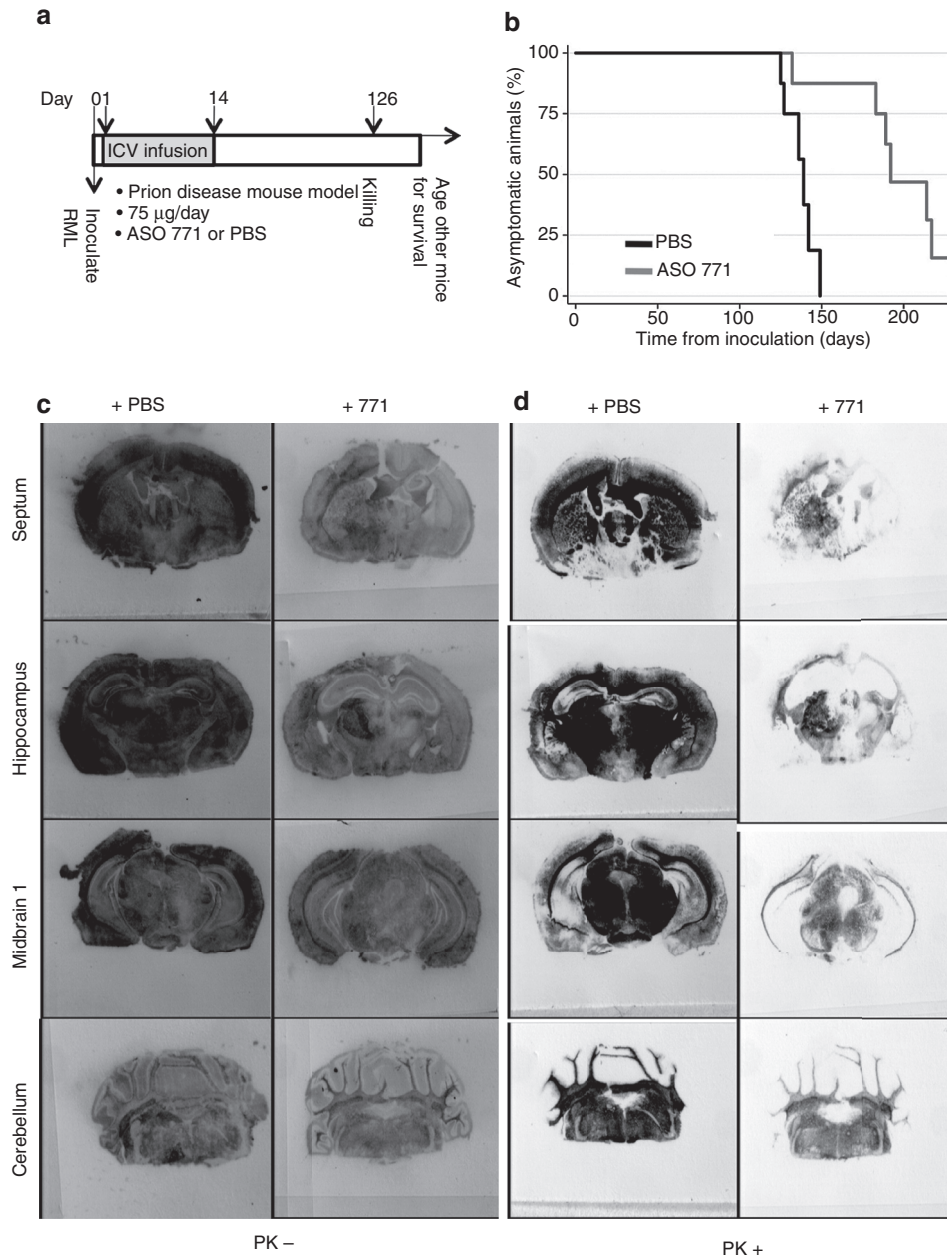 a
Day 01 14 126
ICV infusion
Inoculate
RML
• Prion disease mouse model
• 75 μg/day
• ASO 771 or PBS
Killing
Age other mice
for survival
b
Asymptomatic animals (%)
100
75
50
25
0
PBS
ASO 771
0 50 100 150 200
Time from inoculation (days)
c + PBS + 771
d + PBS + 771
Septum
Hippocampus
Midbrain 1
Cerebellum
PK – PK +